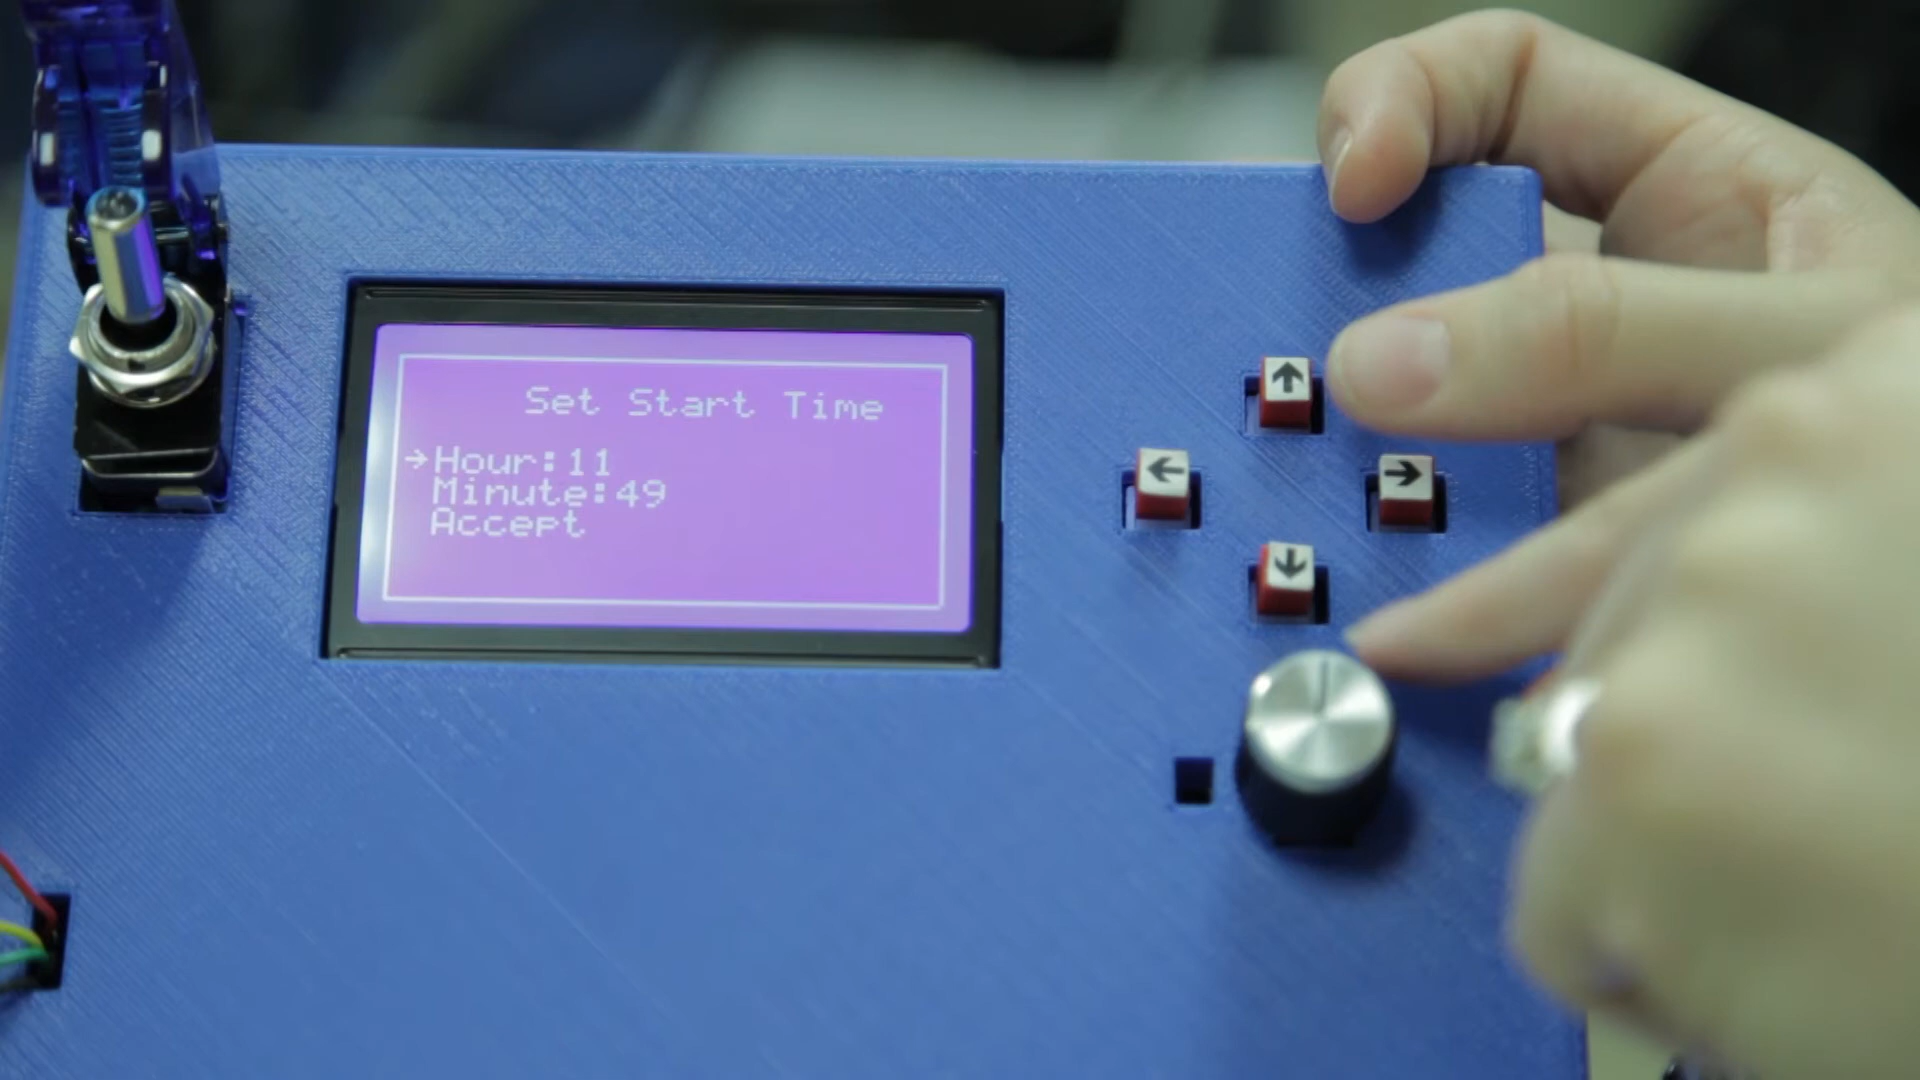 Set Start Time
→Hour:11
Minute:49
Accept
↑
←
→
↓